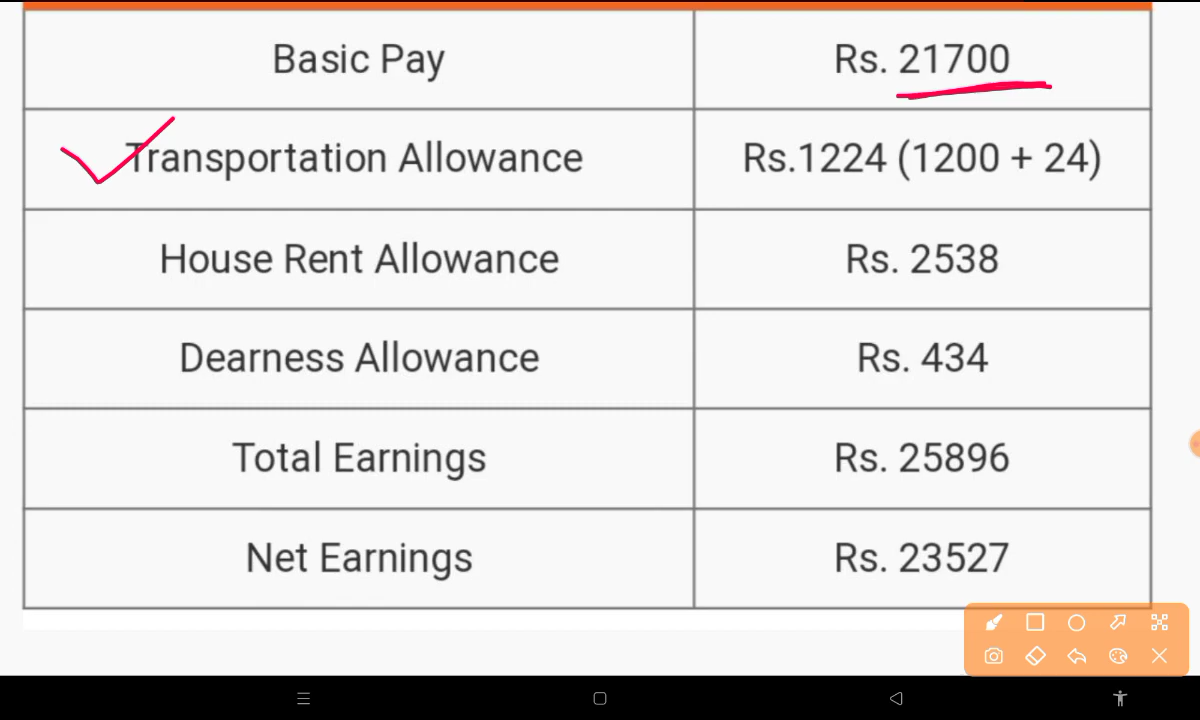 Basic Pay Rs. 21700
Transportation Allowance Rs.1224 (1200 + 24)
House Rent Allowance Rs. 2538
Dearness Allowance Rs. 434
Total Earnings Rs. 25896
Net Earnings Rs. 23527